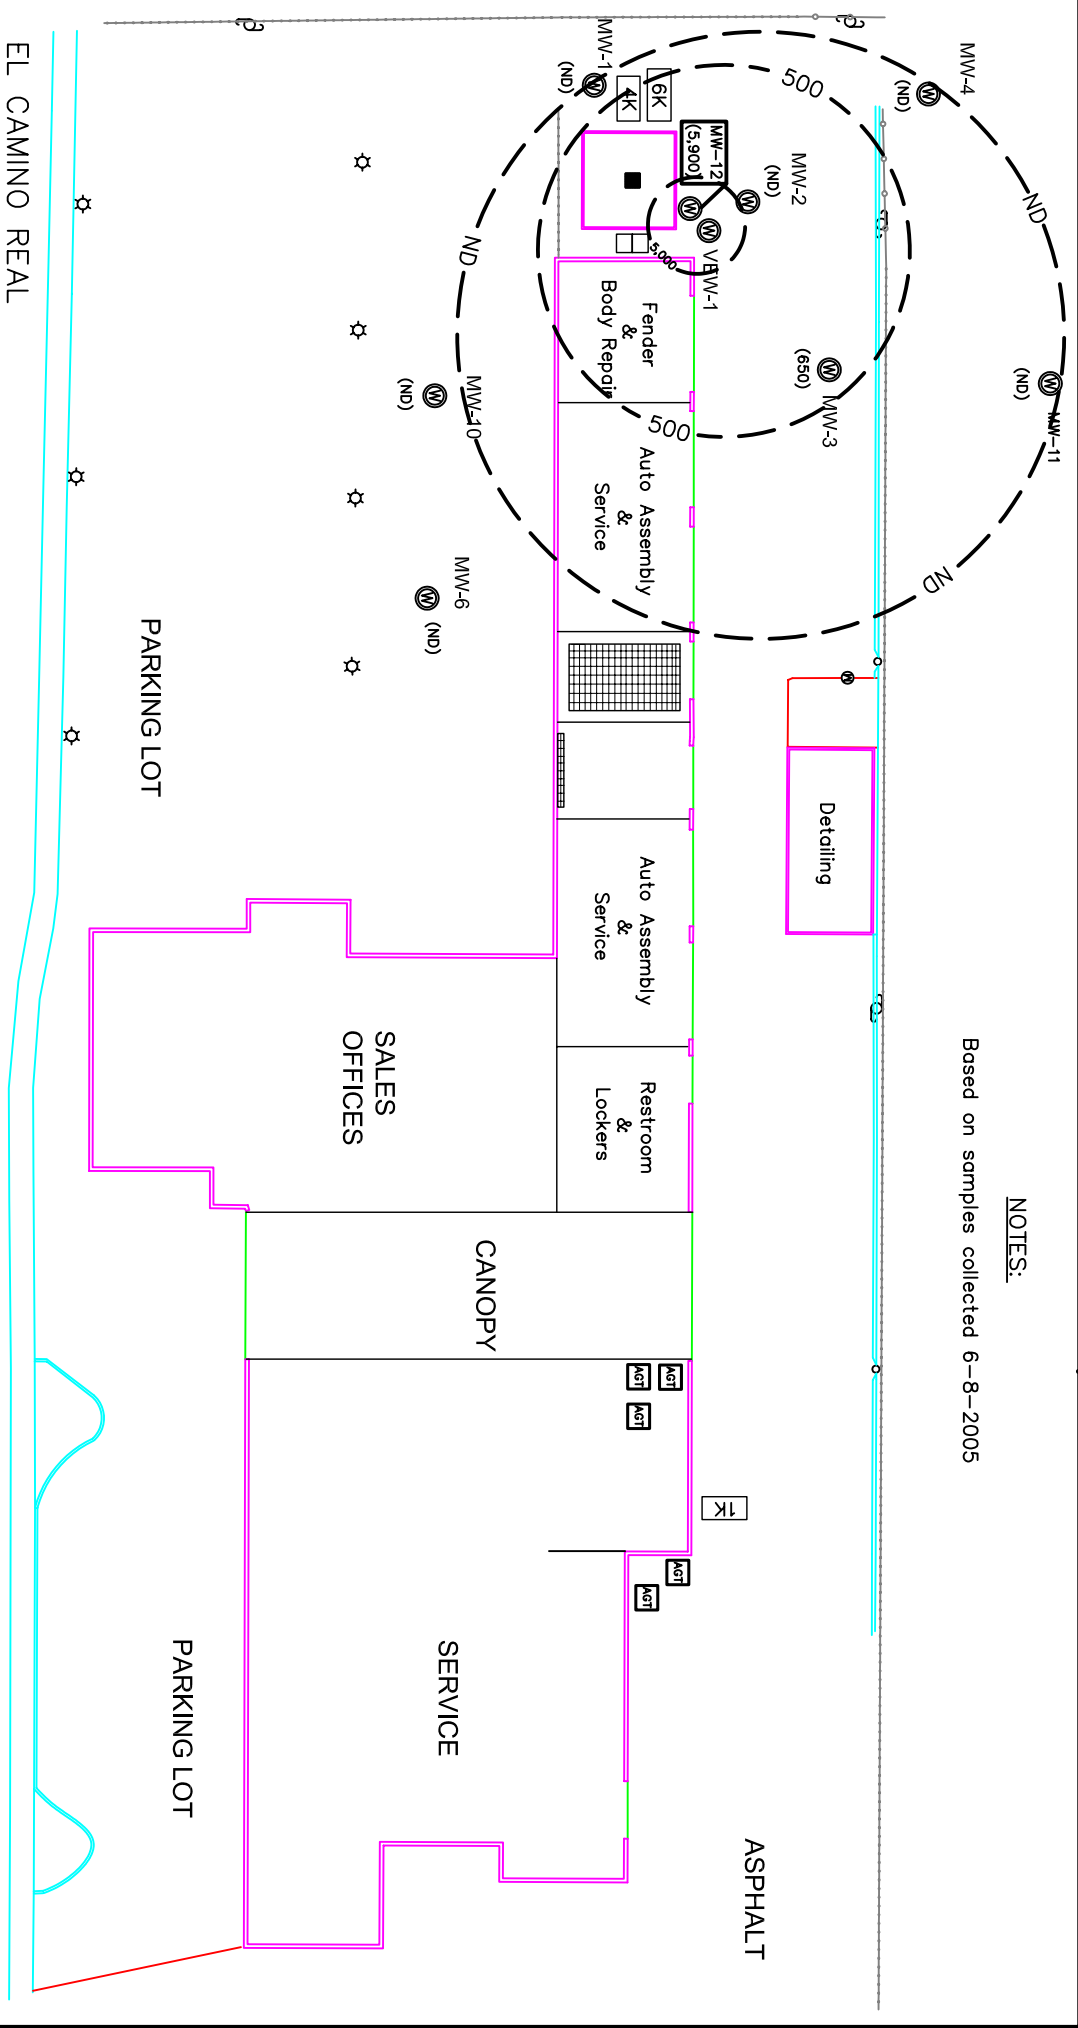 NOTES:
Based on samples collected 6-8-2005
MW-4
(ND)
ND
MW-11
(ND)
ND
500
MW-2
(ND)
MW-3
(650)
MW-12
(5,900)
VEW-1
5,000
MW-1
(ND)
6K
4K
ND
500
MW-10
(ND)
MW-6
(ND)
Fender
&
Body Repair
Auto Assembly
&
Service
Auto Assembly
&
Service
Restroom
&
Lockers
Detailing
W
W
W
W
W
W
W
W
W
W
SALES
OFFICES
CANOPY
AGT
AGT
AGT
1K
AGT
AGT
SERVICE
ASPHALT
PARKING LOT
PARKING LOT
EL CAMINO REAL